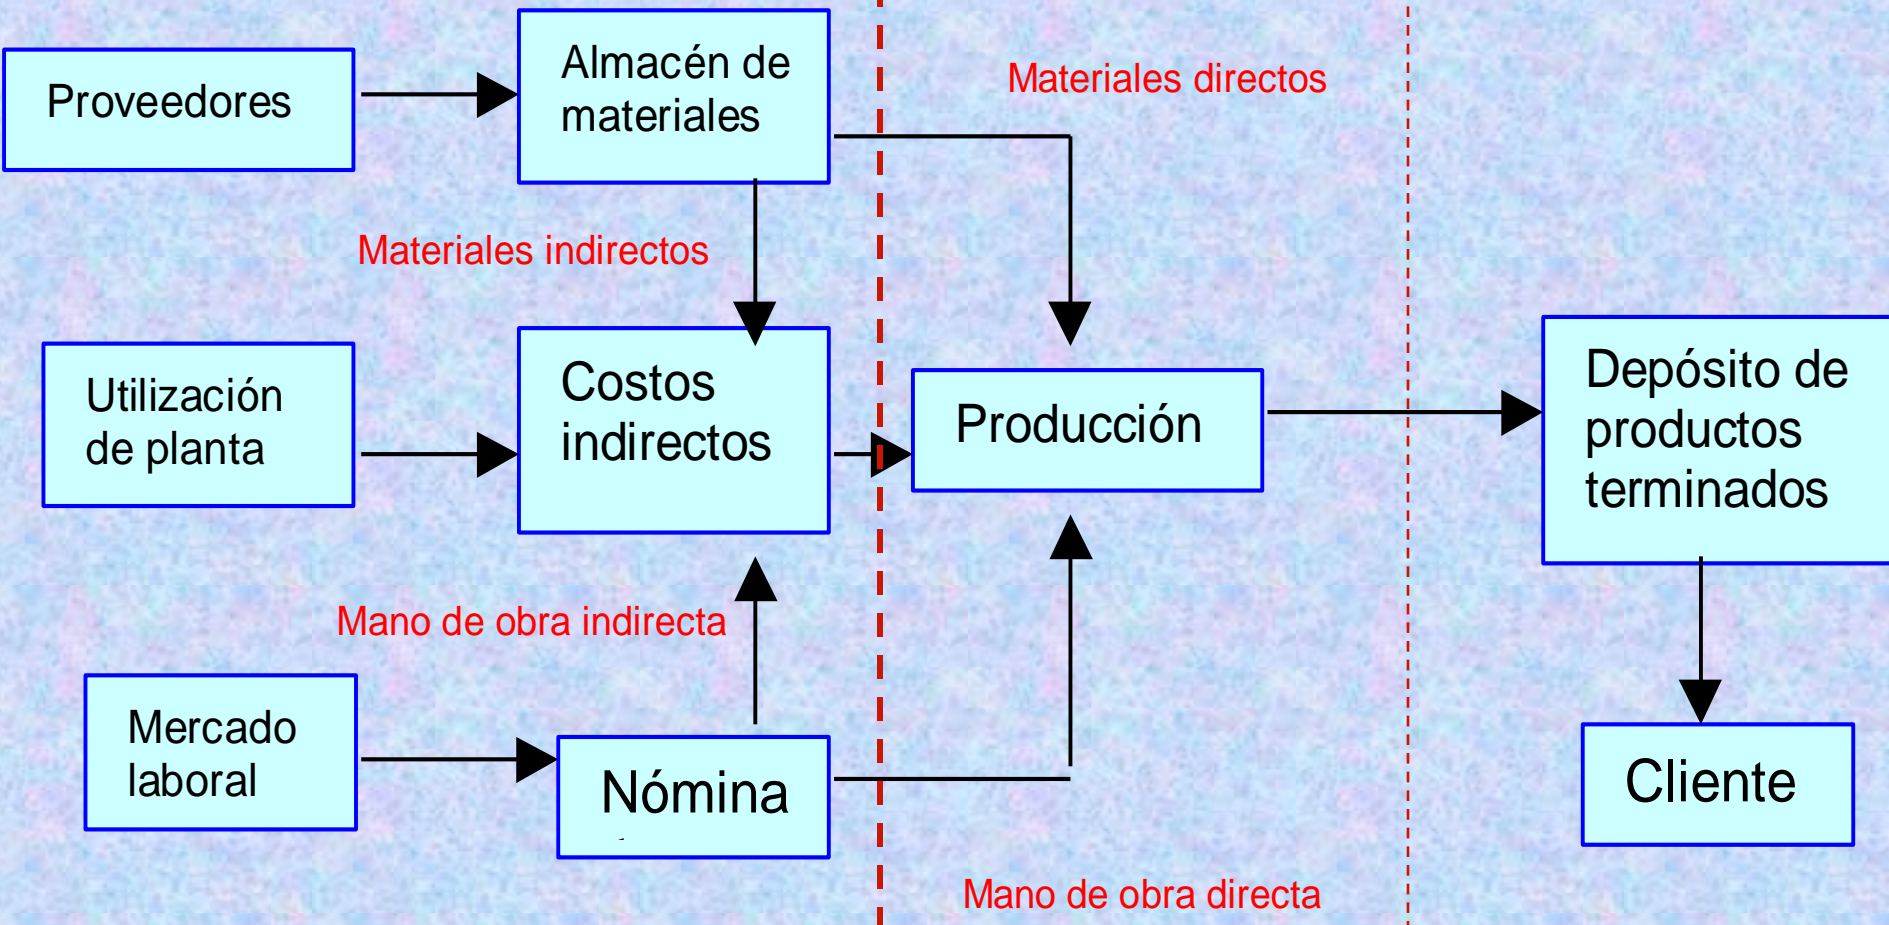 Proveedores
Almacén de
materiales
Materiales directos
Materiales indirectos
Utilización
de planta
Costos
indirectos
Producción
Depósito de
productos
terminados
Mano de obra indirecta
Mercado
laboral
Nómina
Cliente
Mano de obra directa